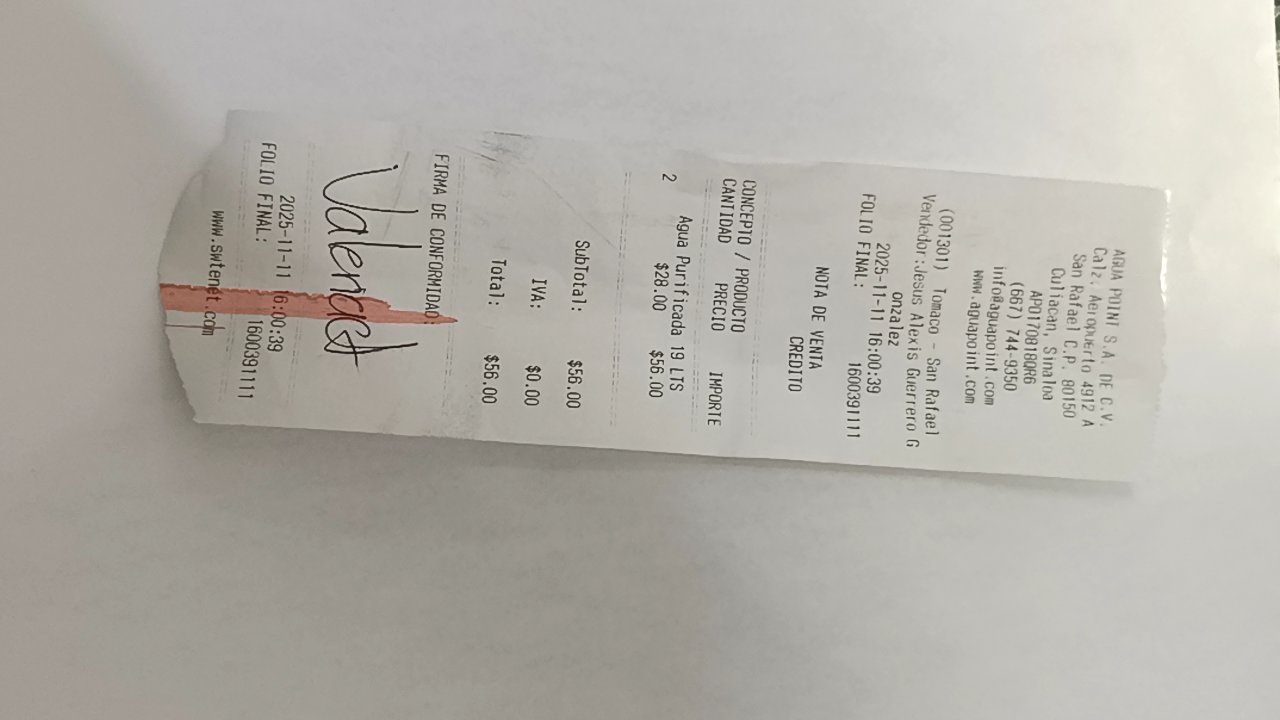 AGUA POINT S.A. DE C.V.
Calz. Aeropuerto 4912 A
San Rafael C.P. 80150
Culiacan, Sinaloa
APO170818QR6
(667) 744-9350
info@aguapoint.com
www.aguapoint.com
(001301) Tomaco - San Rafael
Vendedor:Jesus Alexis Guerrero G
onzalez
2025-11-11 16:00:39
FOLIO FINAL: 1600391111
NOTA DE VENTA
CREDITO
CONCEPTO / PRODUCTO
CANTIDAD PRECIO IMPORTE
Agua Purificada 19 LTS
2 $28.00 $56.00
SubTotal: $56.00
IVA: $0.00
Total: $56.00
FIRMA DE CONFORMIDAD:
2025-11-11 16:00:39
FOLIO FINAL: 1600391111
www.swtenet.com